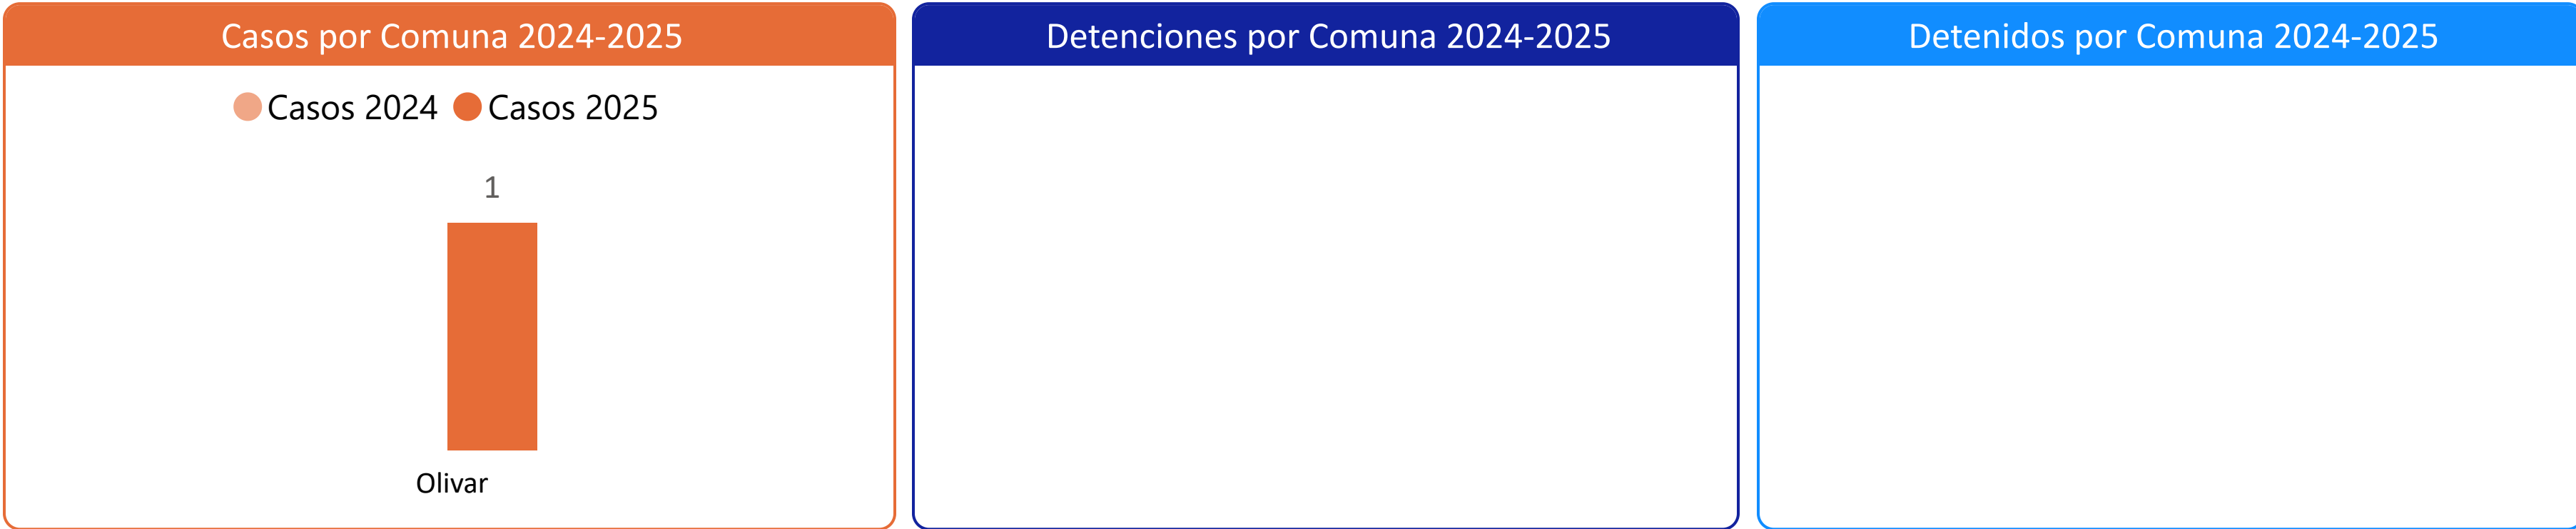 Casos por Comuna 2024-2025
Casos 2024 Casos 2025
1
Olivar
Detenciones por Comuna 2024-2025
Detenidos por Comuna 2024-2025